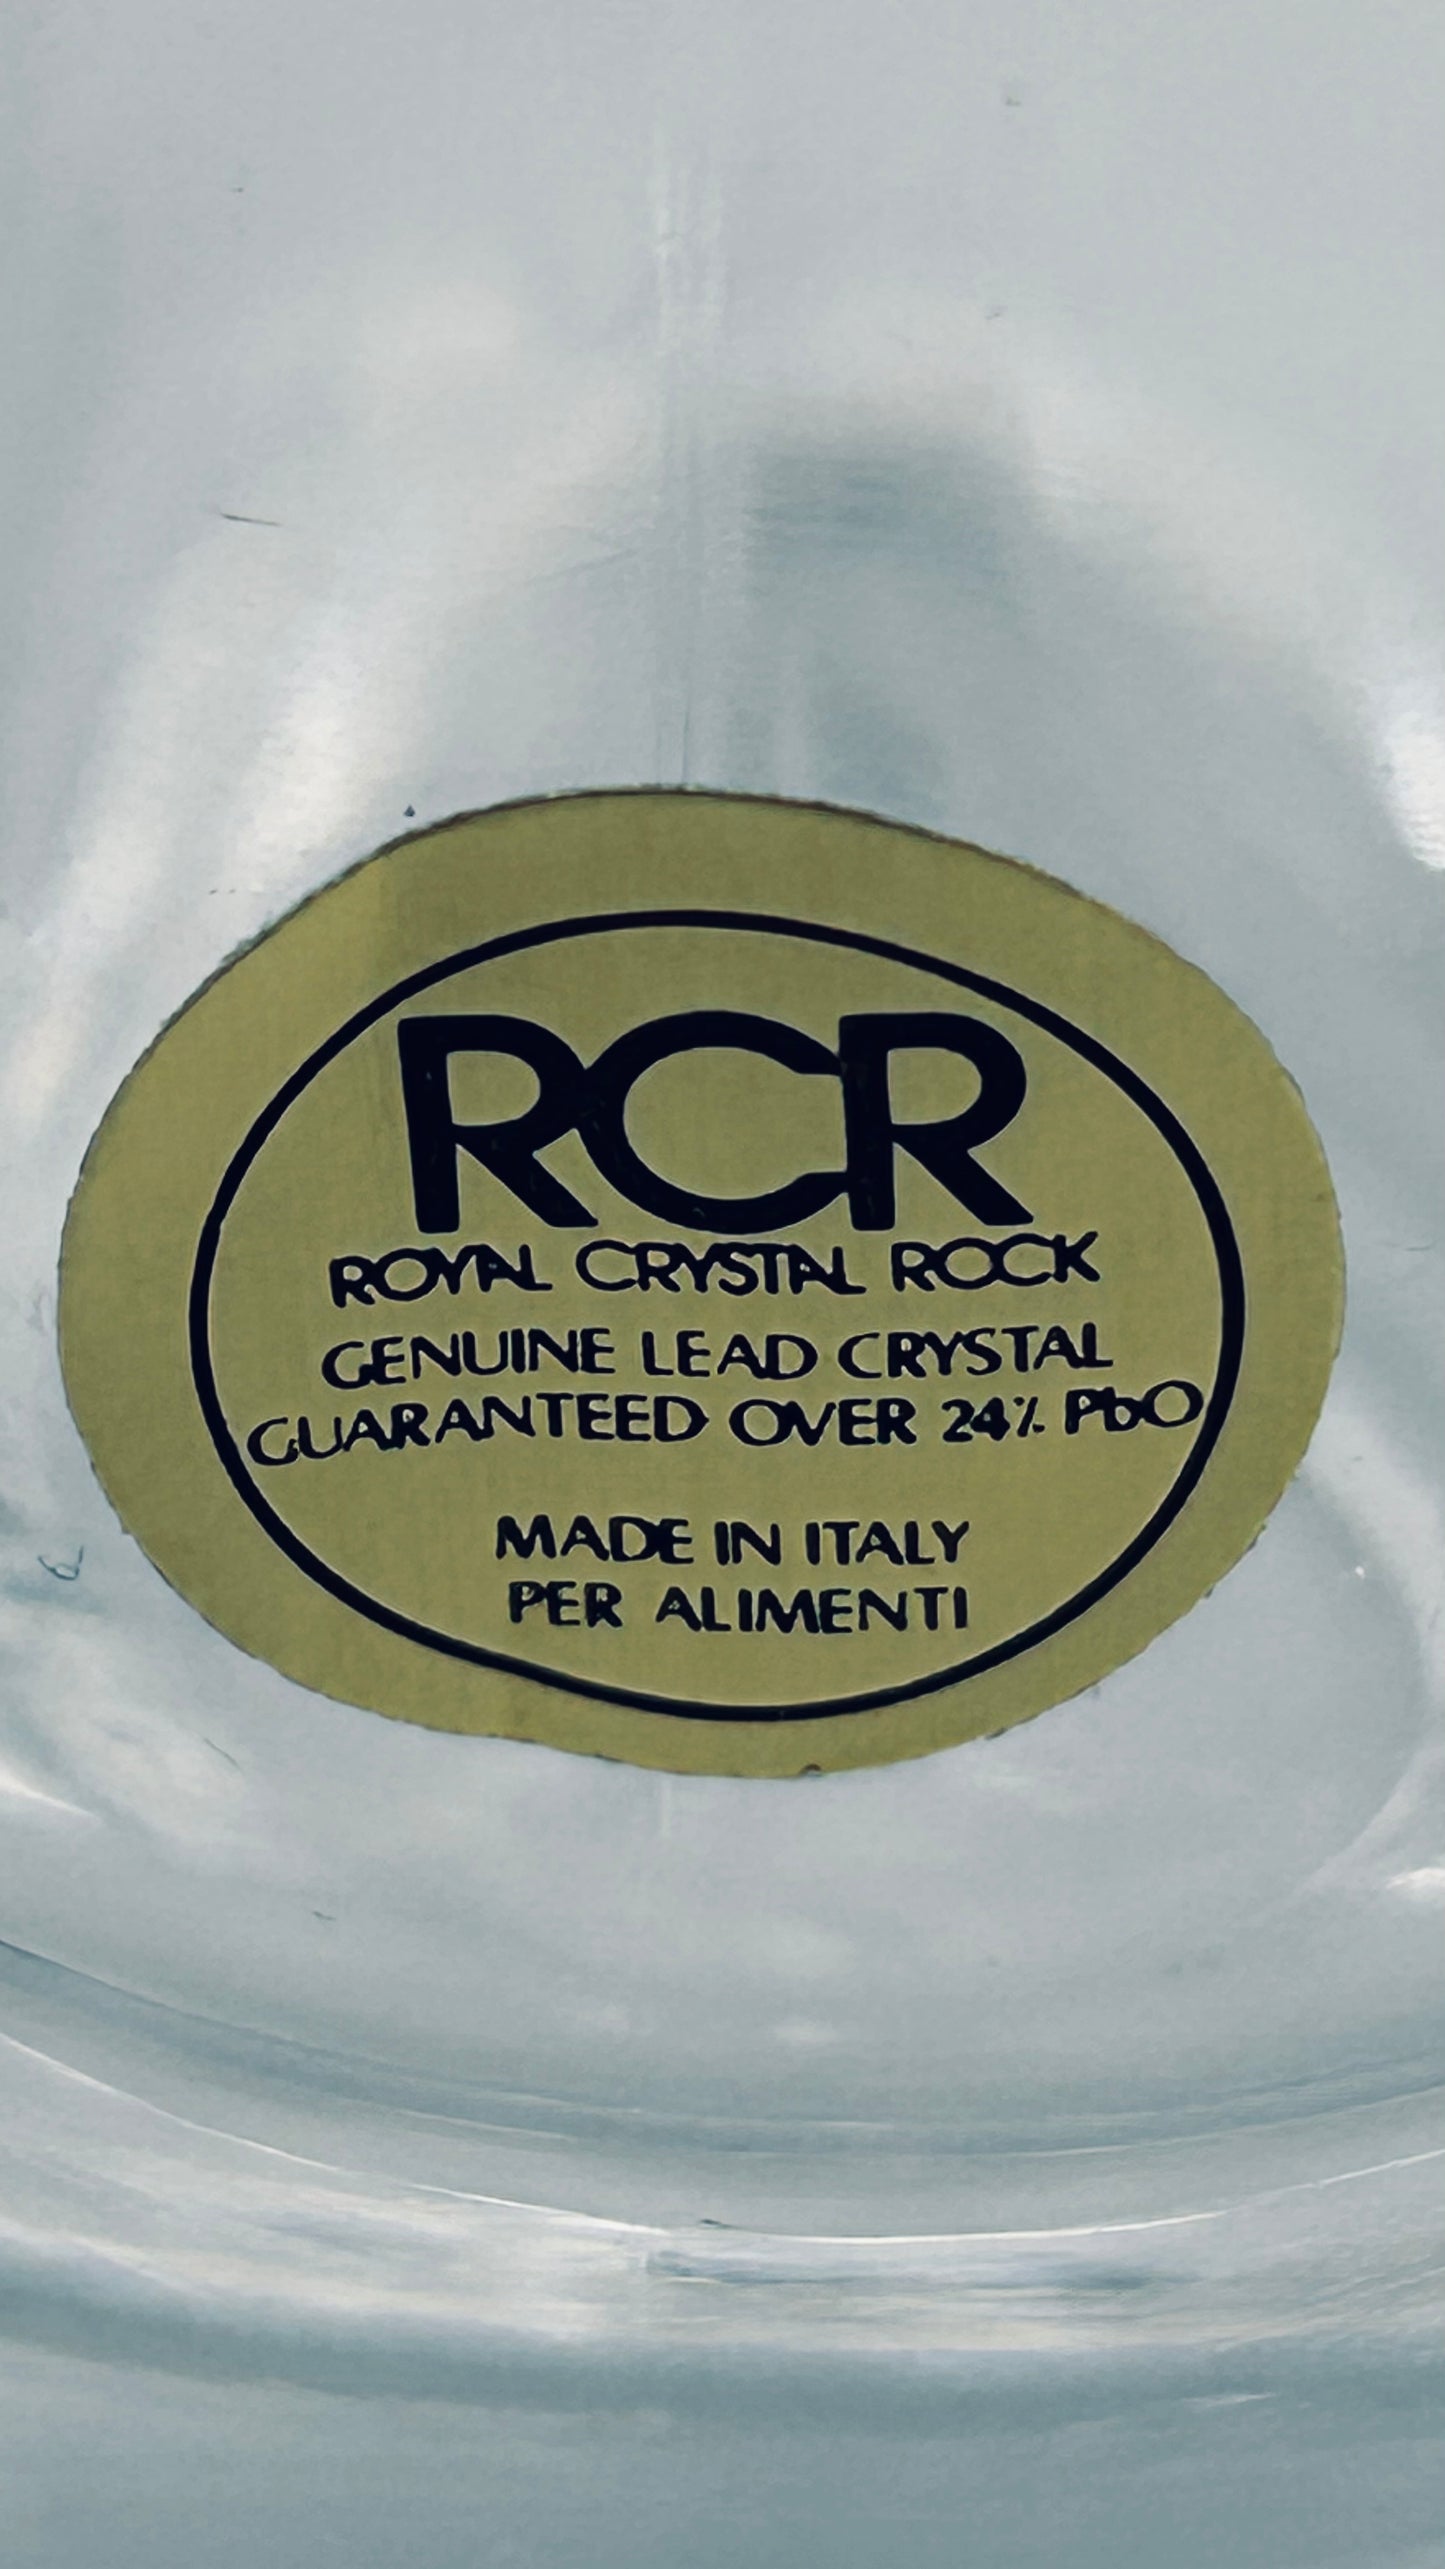 RCR
ROYAL CRYSTAL ROCK
GENUINE LEAD CRYSTAL
GUARANTEED OVER 24% PbO
MADE IN ITALY
PER ALIMENTI